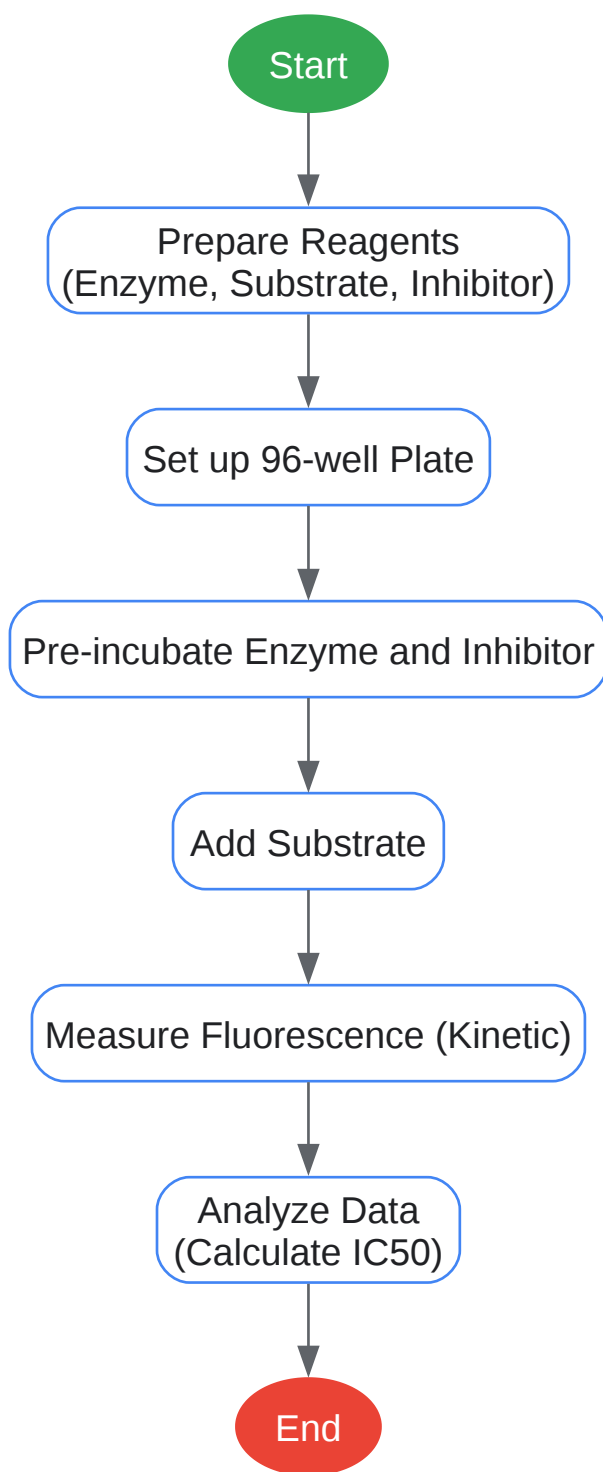 Start
Prepare Reagents
(Enzyme, Substrate, Inhibitor)
Set up 96-well Plate
Pre-incubate Enzyme and Inhibitor
Add Substrate
Measure Fluorescence (Kinetic)
Analyze Data
(Calculate IC50)
End